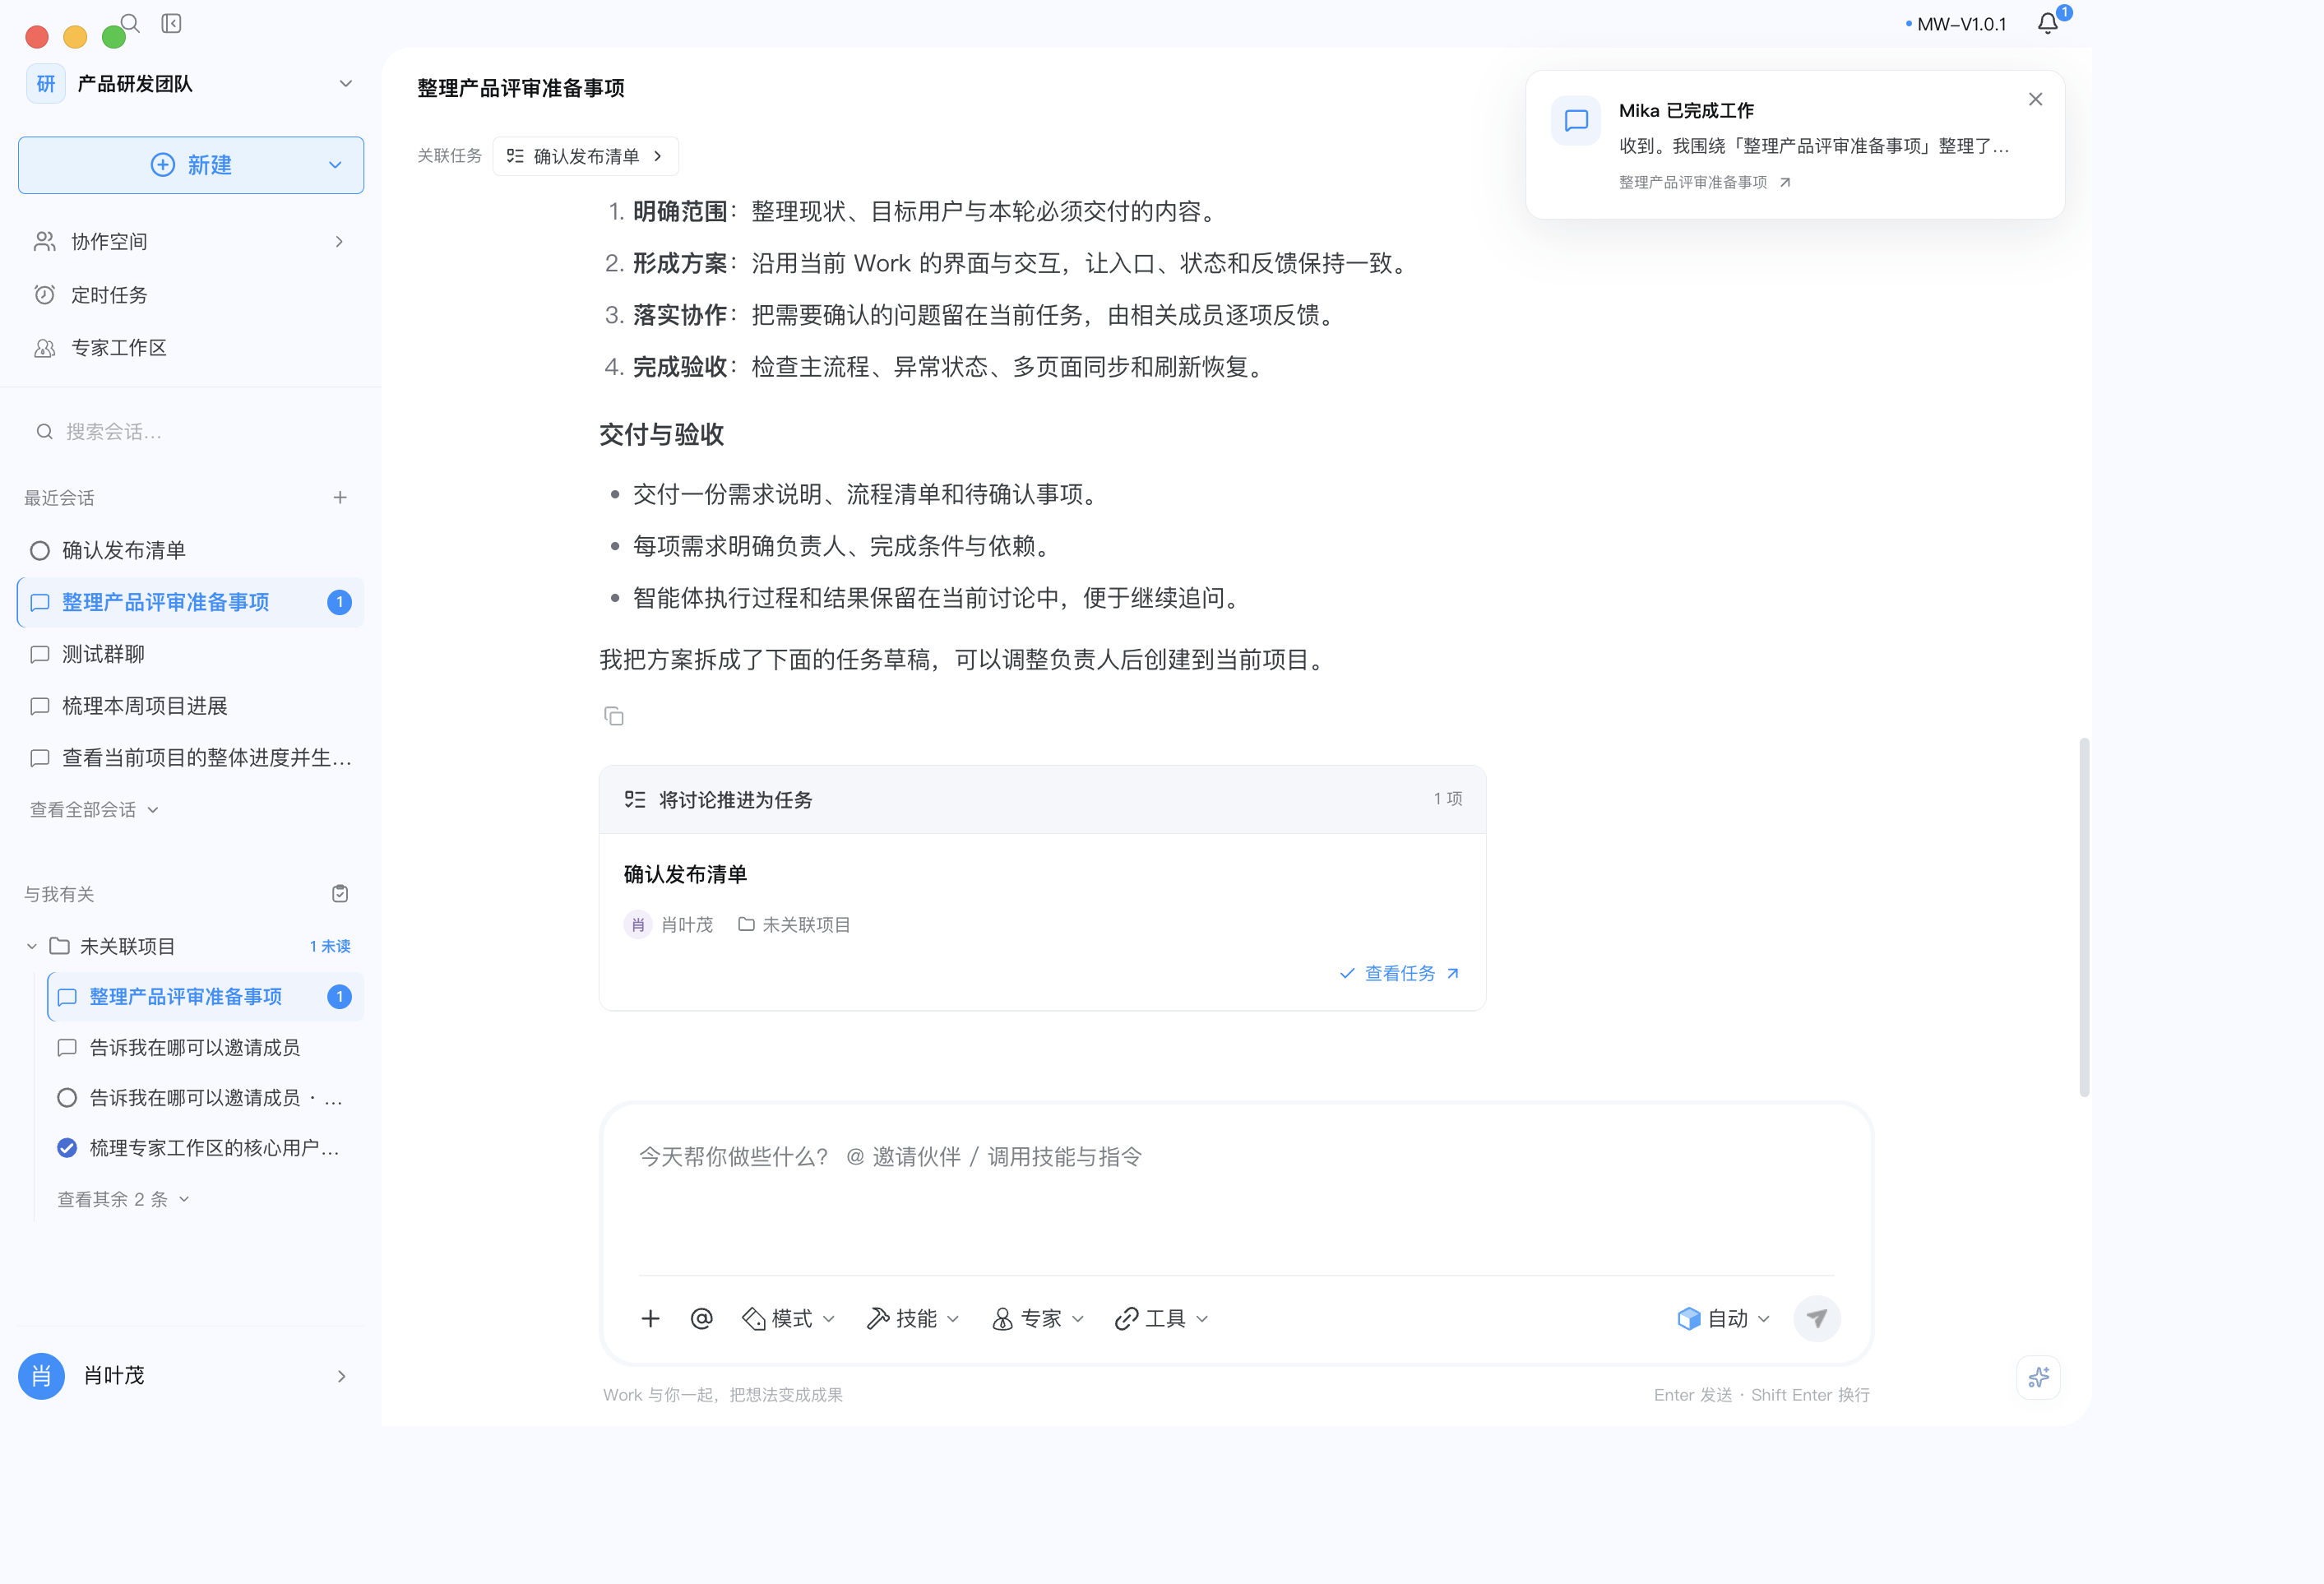 MW-V1.0.1
1
研 产品研发团队
新建
协作空间
定时任务
专家工作区
搜索会话...
最近会话
确认发布清单
整理产品评审准备事项 1
测试群聊
梳理本周项目进展
查看当前项目的整体进度并生...
查看全部会话
与我有关
未关联项目 1 未读
整理产品评审准备事项 1
告诉我在哪可以邀请成员
告诉我在哪可以邀请成员 · ...
梳理专家工作区的核心用户...
查看其余 2 条
肖 肖叶茂
整理产品评审准备事项
关联任务 确认发布清单
Mika 已完成工作
收到。我围绕「整理产品评审准备事项」整理了...
整理产品评审准备事项
1. 明确范围：整理现状、目标用户与本轮必须交付的内容。
2. 形成方案：沿用当前 Work 的界面与交互，让入口、状态和反馈保持一致。
3. 落实协作：把需要确认的问题留在当前任务，由相关成员逐项反馈。
4. 完成验收：检查主流程、异常状态、多页面同步和刷新恢复。
交付与验收
• 交付一份需求说明、流程清单和待确认事项。
• 每项需求明确负责人、完成条件与依赖。
• 智能体执行过程和结果保留在当前讨论中，便于继续追问。
我把方案拆成了下面的任务草稿，可以调整负责人后创建到当前项目。
将讨论推进为任务 1 项
确认发布清单
肖 肖叶茂 未关联项目
查看任务
今天帮你做些什么？ @ 邀请伙伴 / 调用技能与指令
模式 技能 专家 工具 自动
Work 与你一起，把想法变成成果 Enter 发送 · Shift Enter 换行